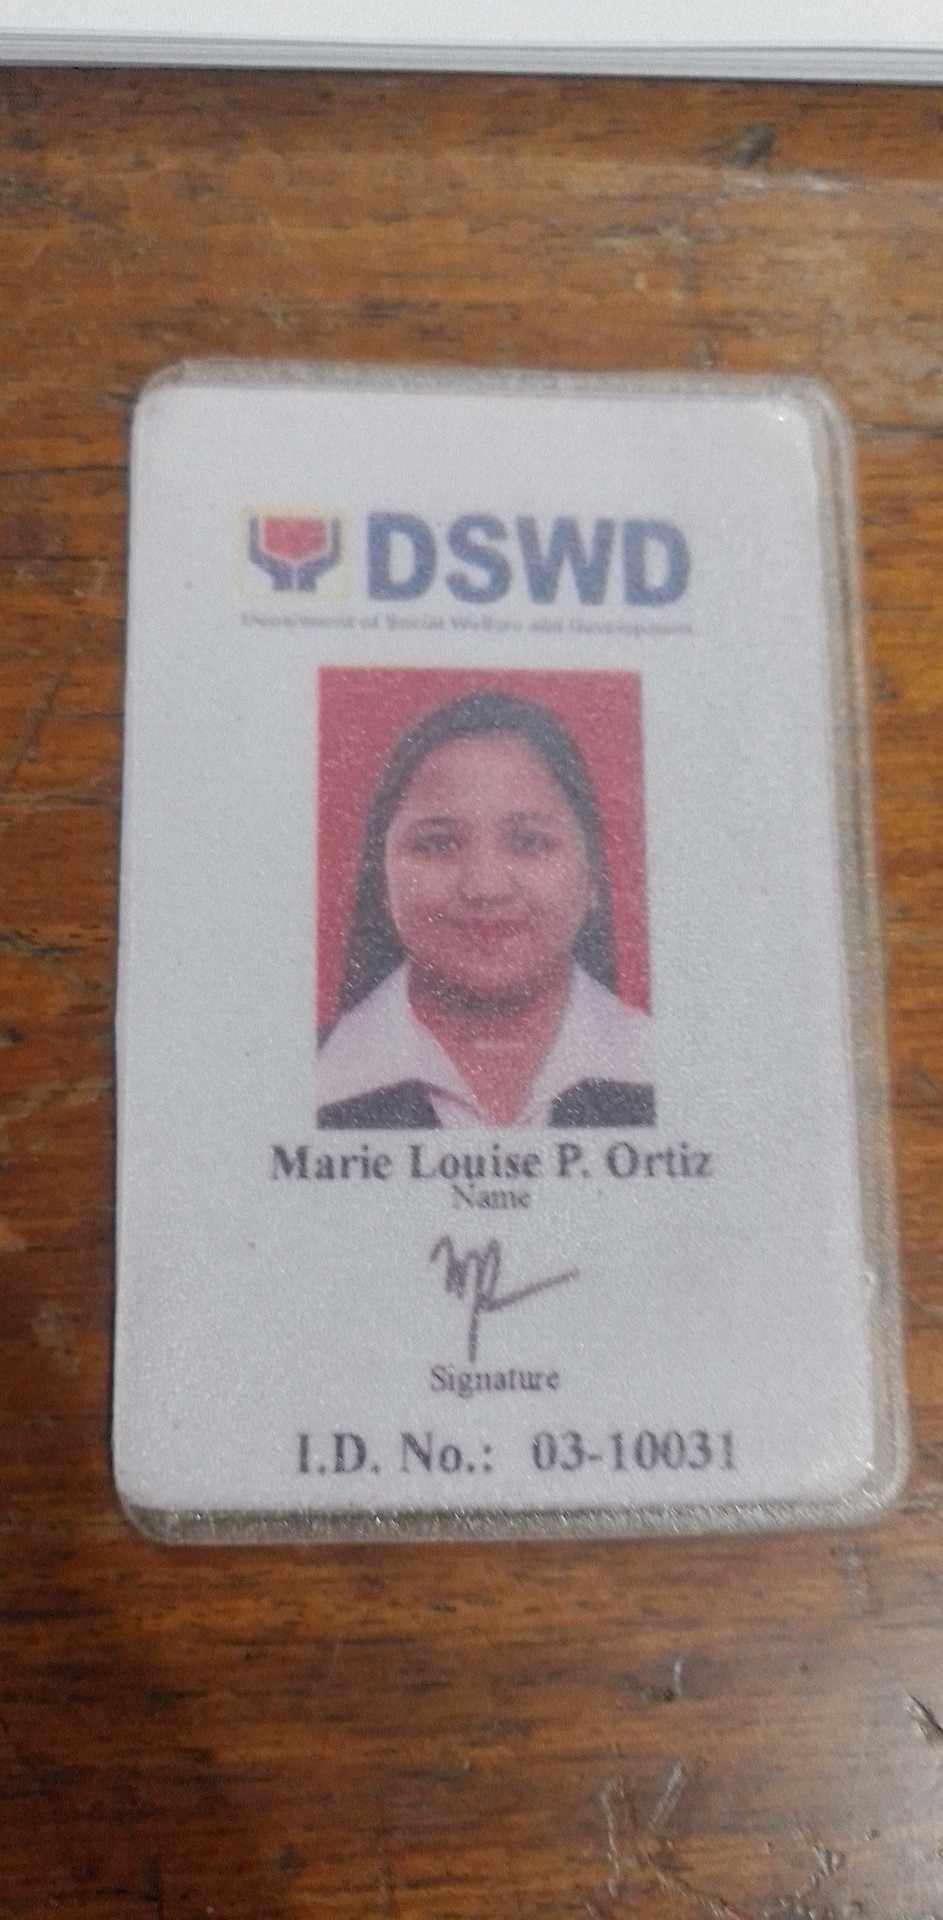 DSWD
Department of Social Welfare and Development
Marie Louise P. Ortiz
Name
Signature
I.D. No.: 03-10031